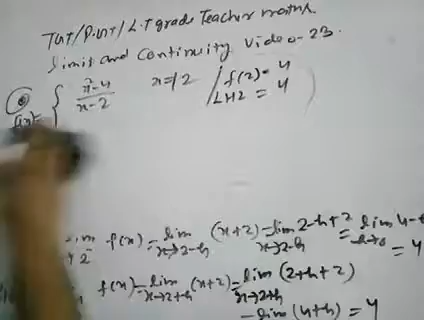 TGT/P.G.T/L.T grade Teacher maths.
limit and Continuity Video-23.
f(x)= { x²-4 / x-2 x≠2 / f(2)=4
/ LHL = 4
f(x)=lim x→2-h (x+2)=lim x→2-h 2-h+2 = lim h→0 4-
= 4
f(x)=lim x→2+h (x+2)=lim x→2+h (2+h+2)
=lim (4+h) = 4